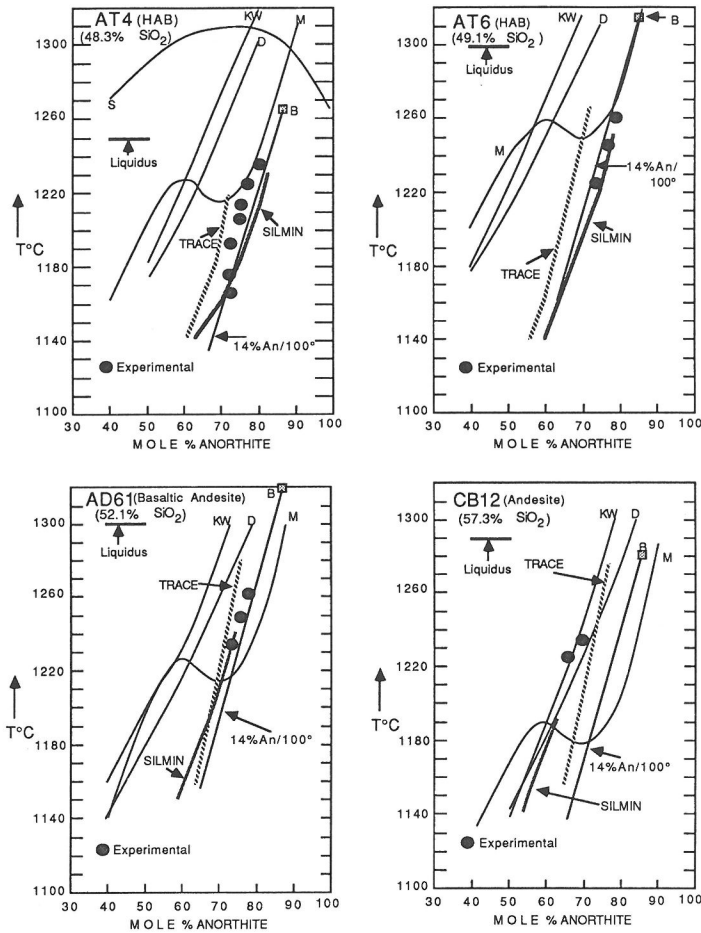 AT4 (HAB)
(48.3% SiO2)
KW
D
M
S
B
Liquidus
TRACE
SILMIN
14%An/100°
Experimental
1300
1260
1220
1180
1140
1100
T°C
30 40 50 60 70 80 90 100
MOLE % ANORTHITE
AT6 (HAB)
(49.1% SiO2)
KW
D
B
Liquidus
M
14%An/
100°
SILMIN
TRACE
Experimental
1300
1260
1220
1180
1140
1100
T°C
30 40 50 60 70 80 90 100
MOLE % ANORTHITE
AD61 (Basaltic Andesite)
(52.1% SiO2)
B
KW
D
M
Liquidus
TRACE
14%An/100°
SILMIN
Experimental
1300
1260
1220
1180
1140
1100
T°C
30 40 50 60 70 80 90 100
MOLE % ANORTHITE
CB12 (Andesite)
(57.3% SiO2)
KW
D
B
M
Liquidus
TRACE
14%An/100°
SILMIN
Experimental
1300
1260
1220
1180
1140
1100
T°C
30 40 50 60 70 80 90 100
MOLE % ANORTHITE